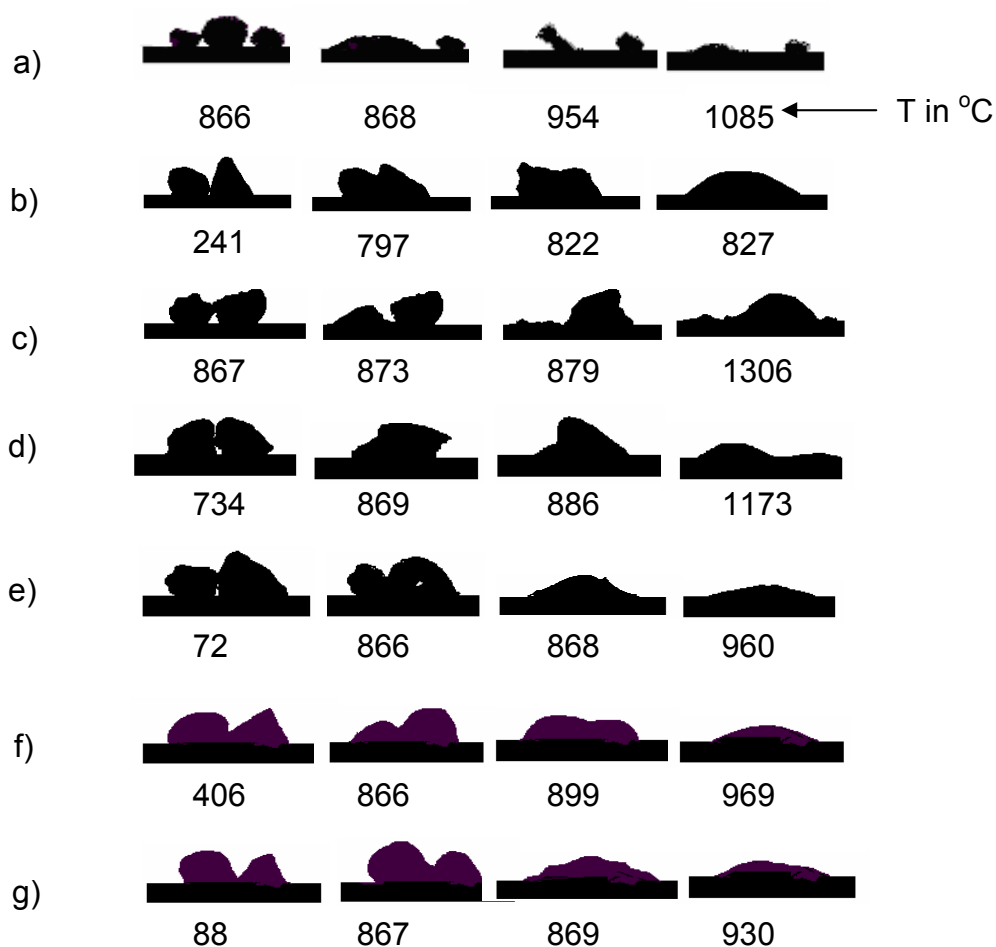 a)
866 868 954 1085 T in °C
b)
241 797 822 827
c)
867 873 879 1306
d)
734 869 886 1173
e)
72 866 868 960
f)
406 866 899 969
g)
88 867 869 930